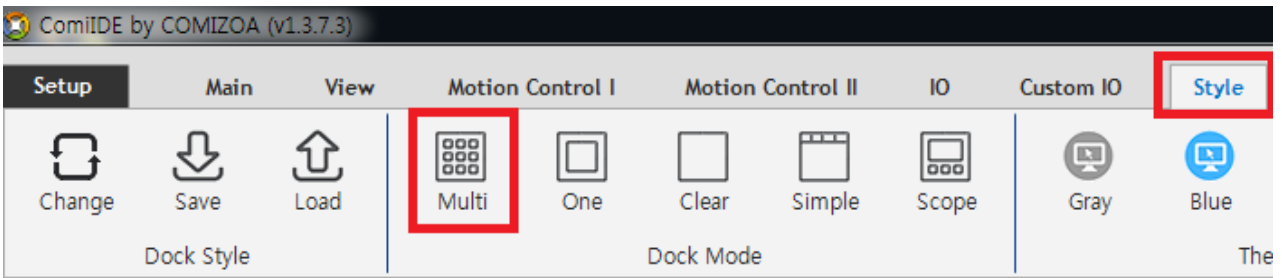 ComiIDE by COMIZOA (v1.3.7.3)
Setup Main View Motion Control I Motion Control II IO Custom IO Style
Change Save Load Multi One Clear Simple Scope Gray Blue
Dock Style Dock Mode The